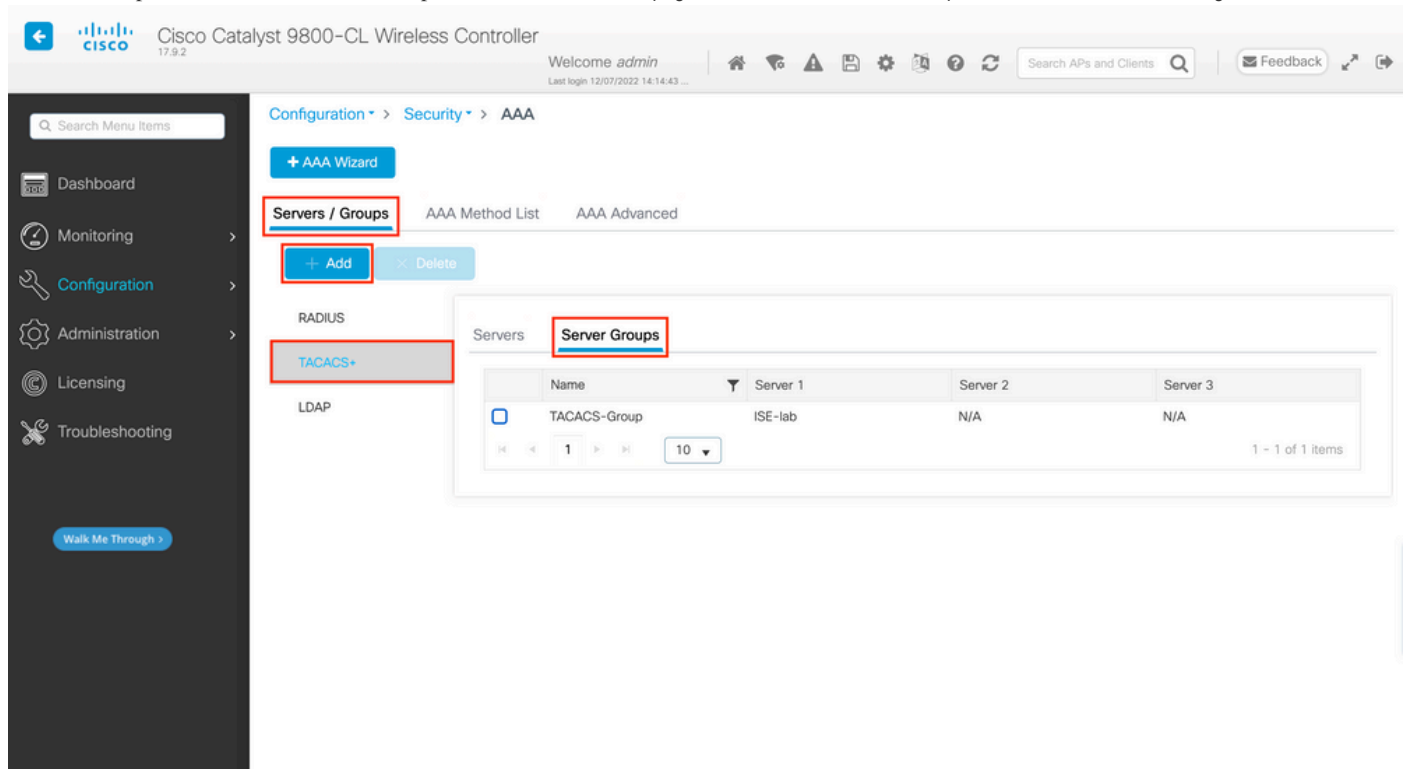 CISCO
Cisco Catalyst 9800-CL Wireless Controller
17.9.2
Welcome admin
Last login 12/07/2022 14:14:43 ...
Search APs and Clients
Feedback
Search Menu Items
Dashboard
Monitoring
Configuration
Administration
Licensing
Troubleshooting
Walk Me Through >
Configuration > Security > AAA
+ AAA Wizard
Servers / Groups AAA Method List AAA Advanced
+ Add × Delete
RADIUS
TACACS+
LDAP
Servers Server Groups
Name Server 1 Server 2 Server 3
TACACS-Group ISE-lab N/A N/A
1 10 1 - 1 of 1 items